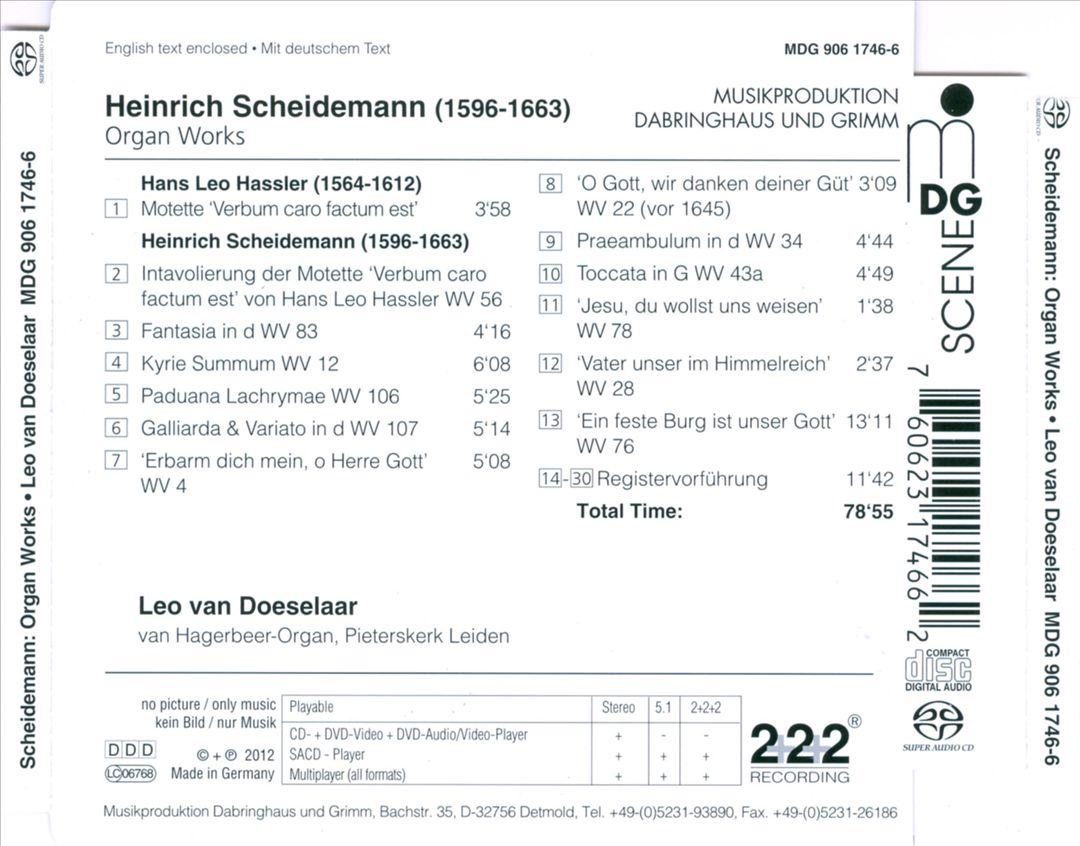 English text enclosed • Mit deutschem Text
MDG 906 1746-6
Heinrich Scheidemann (1596-1663)
Organ Works
MUSIKPRODUKTION
DABRINGHAUS UND GRIMM
Hans Leo Hassler (1564-1612)
1 Motette ‘Verbum caro factum est’ 3‘58
Heinrich Scheidemann (1596-1663)
2 Intavolierung der Motette ‘Verbum caro
factum est’ von Hans Leo Hassler WV 56
3 Fantasia in d WV 83 4‘16
4 Kyrie Summum WV 12 6‘08
5 Paduana Lachrymae WV 106 5‘25
6 Galliarda & Variato in d WV 107 5‘14
7 ‘Erbarm dich mein, o Herre Gott’ 5‘08
WV 4
8 ‘O Gott, wir danken deiner Güt’ 3‘09
WV 22 (vor 1645)
9 Praeambulum in d WV 34 4‘44
10 Toccata in G WV 43a 4‘49
11 ‘Jesu, du wollst uns weisen’ 1‘38
WV 78
12 ‘Vater unser im Himmelreich’ 2‘37
WV 28
13 ‘Ein feste Burg ist unser Gott’ 13‘11
WV 76
14-30 Registervorführung 11‘42
Total Time: 78‘55
Leo van Doeselaar
van Hagerbeer-Organ, Pieterskerk Leiden
no picture / only music
kein Bild / nur Musik
DDD
© + ℗ 2012
LC 06768
Made in Germany
Playable Stereo 5.1 2+2+2
CD- + DVD-Video + DVD-Audio/Video-Player + - -
SACD - Player + + +
Multiplayer (all formats) + + +
2+2+2®
RECORDING
Musikproduktion Dabringhaus und Grimm, Bachstr. 35, D-32756 Detmold, Tel. +49-(0)5231-93890, Fax. +49-(0)5231-26186
MDG
SCENE
7 60623 17466 2
COMPACT
disc
DIGITAL AUDIO
SUPER AUDIO CD
SUPER AUDIO CD
Scheidemann: Organ Works • Leo van Doeselaar MDG 906 1746-6
SUPER AUDIO CD
Scheidemann: Organ Works • Leo van Doeselaar MDG 906 1746-6